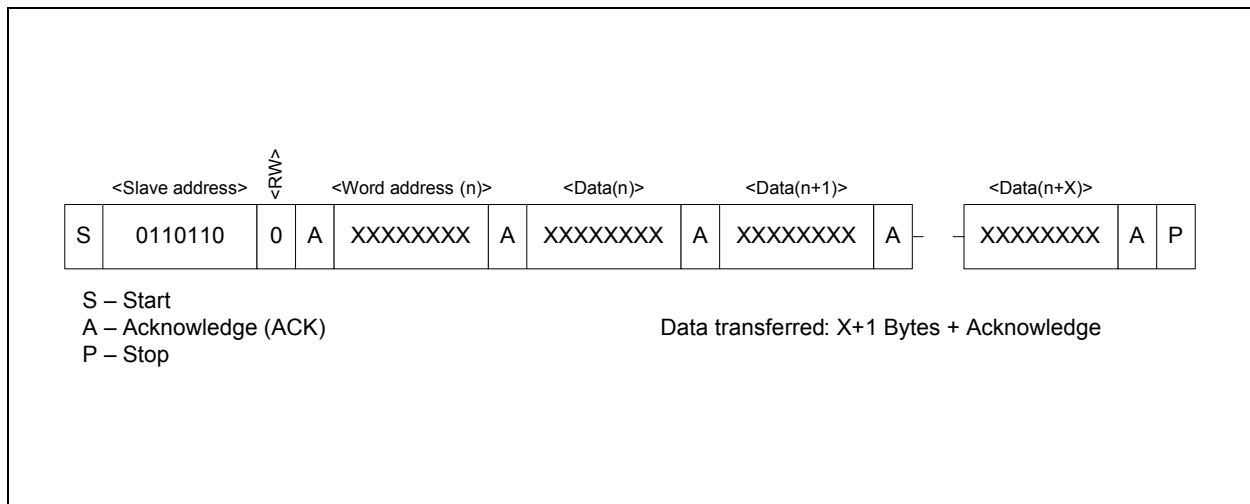 <Slave address> <RW> <Word address (n)> <Data(n)> <Data(n+1)> <Data(n+X)>
S 0110110 0 A XXXXXXXX A XXXXXXXX A XXXXXXXX A XXXXXXXX A P
S – Start
A – Acknowledge (ACK) Data transferred: X+1 Bytes + Acknowledge
P – Stop